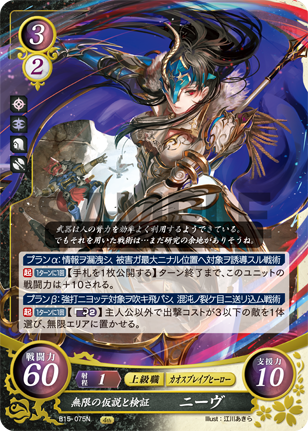 3
2
武器は人の膂力を効率よく利用するようできている。
でもそれを用いた戦術は…まだ研究の余地がありそうね。
プランα:情報ヲ漏洩シ、被害ガ最大ニナル位置ヘ対象ヲ誘導スル戦術
起 1ターンに1回 【手札を1枚公開する】ターン終了まで、このユニットの
戦闘力は+10される。
プランβ:強打ニヨッテ対象ヲ吹キ飛バシ、混沌ノ裂ケ目ニ送リ込ム戦術
起 1ターンに1回 【2】主人公以外で出撃コストが3以下の敵を1体
選び、無限エリアに置かせる。
戦闘力
60
射程 1
上級職 カオスブレイブヒーロー
支援力
10
無限の仮説と検証 ニーヴ
B15-075N
Illust:江川あきら